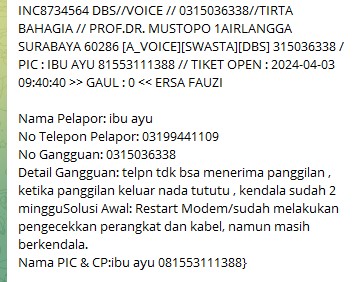 INC8734564 DBS//VOICE // 0315036338//TIRTA
BAHAGIA // PROF.DR. MUSTOPO 1AIRLANGGA
SURABAYA 60286 [A_VOICE][SWASTA][DBS] 315036338 /
PIC : IBU AYU 81553111388 // TIKET OPEN : 2024-04-03
09:40:40 >> GAUL : 0 << ERSA FAUZI

Nama Pelapor: ibu ayu
No Telepon Pelapor: 03199441109
No Gangguan: 0315036338
Detail Gangguan: telpn tdk bsa menerima panggilan ,
ketika panggilan keluar nada tututu , kendala sudah 2
mingguSolusi Awal: Restart Modem/sudah melakukan
pengecekkan perangkat dan kabel, namun masih
berkendala.
Nama PIC & CP:ibu ayu 081553111388}